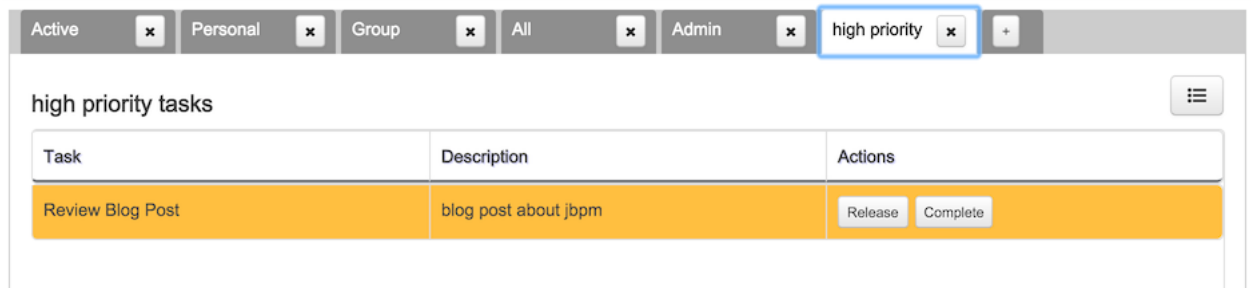 Active × Personal × Group × All × Admin × high priority × +
high priority tasks
Task Description Actions
Review Blog Post blog post about jbpm Release Complete